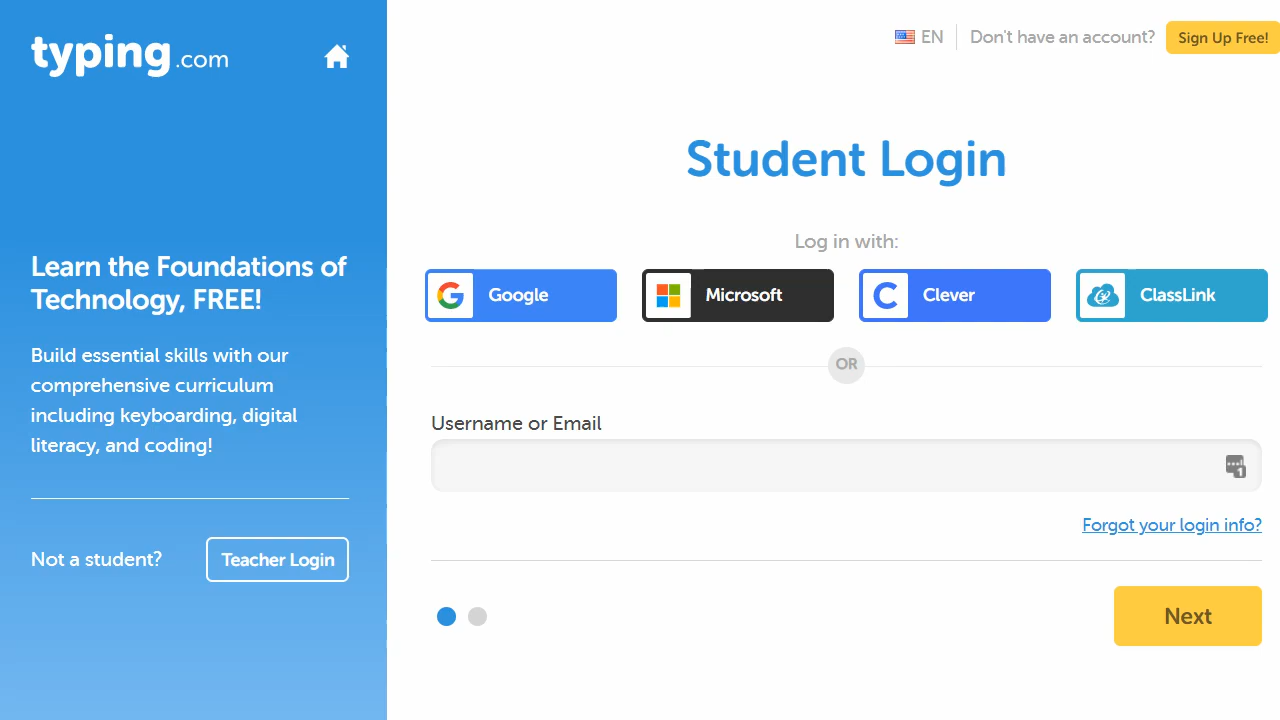 typing.com
EN
Don't have an account?
Sign Up Free!
Learn the Foundations of
Technology, FREE!
Build essential skills with our
comprehensive curriculum
including keyboarding, digital
literacy, and coding!
Not a student?
Teacher Login
Student Login
Log in with:
Google
Microsoft
Clever
ClassLink
OR
Username or Email
1
Forgot your login info?
Next